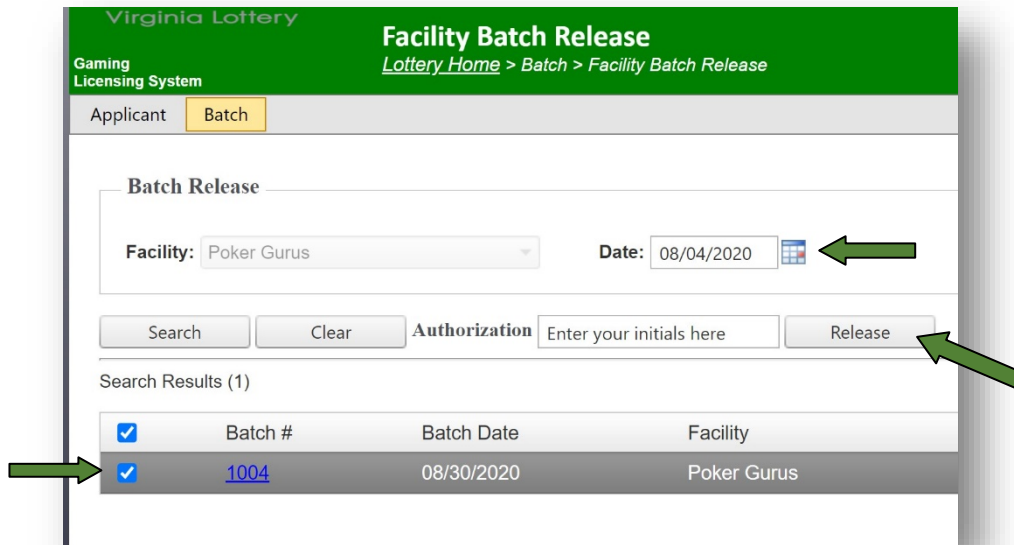 Virginia Lottery
Facility Batch Release
Gaming
Licensing System
Lottery Home > Batch > Facility Batch Release
Applicant Batch
Batch Release
Facility: Poker Gurus Date: 08/04/2020
Search Clear Authorization Enter your initials here Release
Search Results (1)
Batch # Batch Date Facility
1004 08/30/2020 Poker Gurus